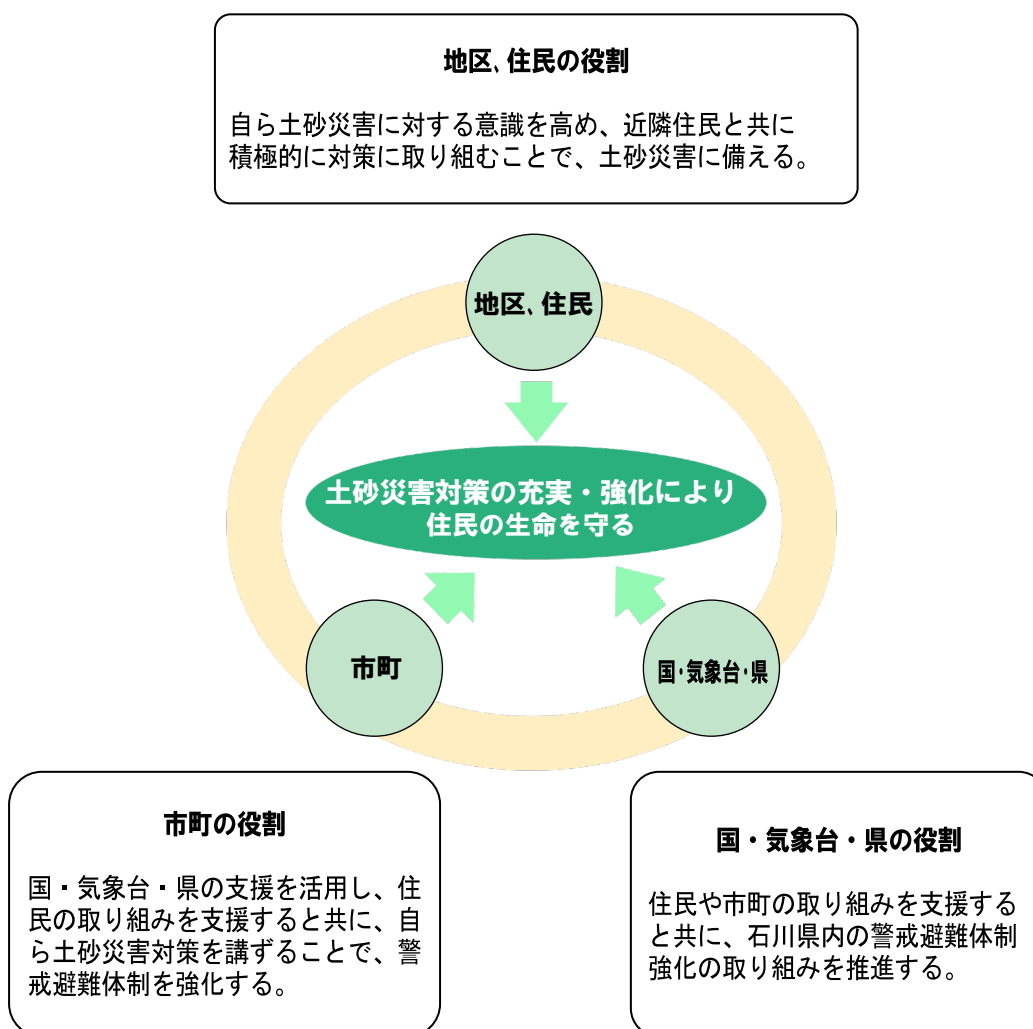 地区、住民の役割
自ら土砂災害に対する意識を高め、近隣住民と共に
積極的に対策に取り組むことで、土砂災害に備える。
地区、住民
土砂災害対策の充実・強化により
住民の生命を守る
市町
国・気象台・県
市町の役割
国・気象台・県の支援を活用し、住
民の取り組みを支援すると共に、自
ら土砂災害対策を講ずることで、警
戒避難体制を強化する。
国・気象台・県の役割
住民や市町の取り組みを支援する
と共に、石川県内の警戒避難体制
強化の取り組みを推進する。